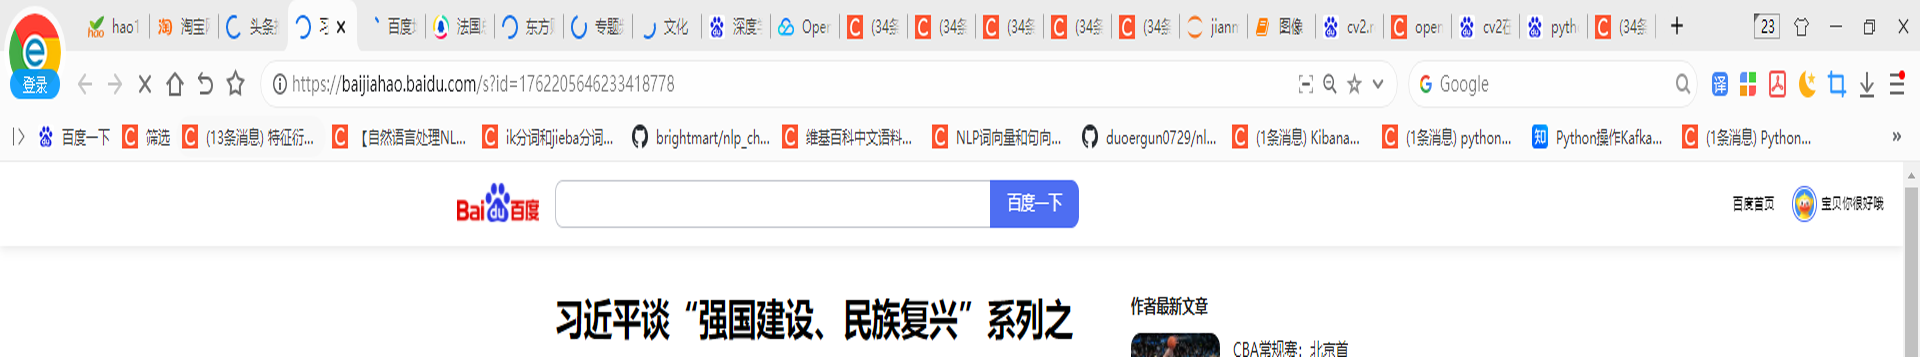 hao1 淘宝 头条 习 百度 法国 东方 专题 文化 深度 Oper (34条 (34条 (34条 (34条 (34条 jianr 图像 cv2.r open cv2在 pyth (34条 23
登录 https://baijiahao.baidu.com/s?id=1762205646233418778 Google 译
百度一下 筛选 (13条消息) 特征衍... 【自然语言处理NL... ik分词和jieba分词... brightmart/nlp_ch... 维基百科中文语料... NLP词向量和句向... duoergun0729/nl... (1条消息) Kibana... (1条消息) python... 知 Python操作Kafka... (1条消息) Python... »
Bai du 百度 百度一下 百度首页 宝贝你很好哦
习近平谈“强国建设、民族复兴”系列之
作者最新文章
CBA常规赛：北京首